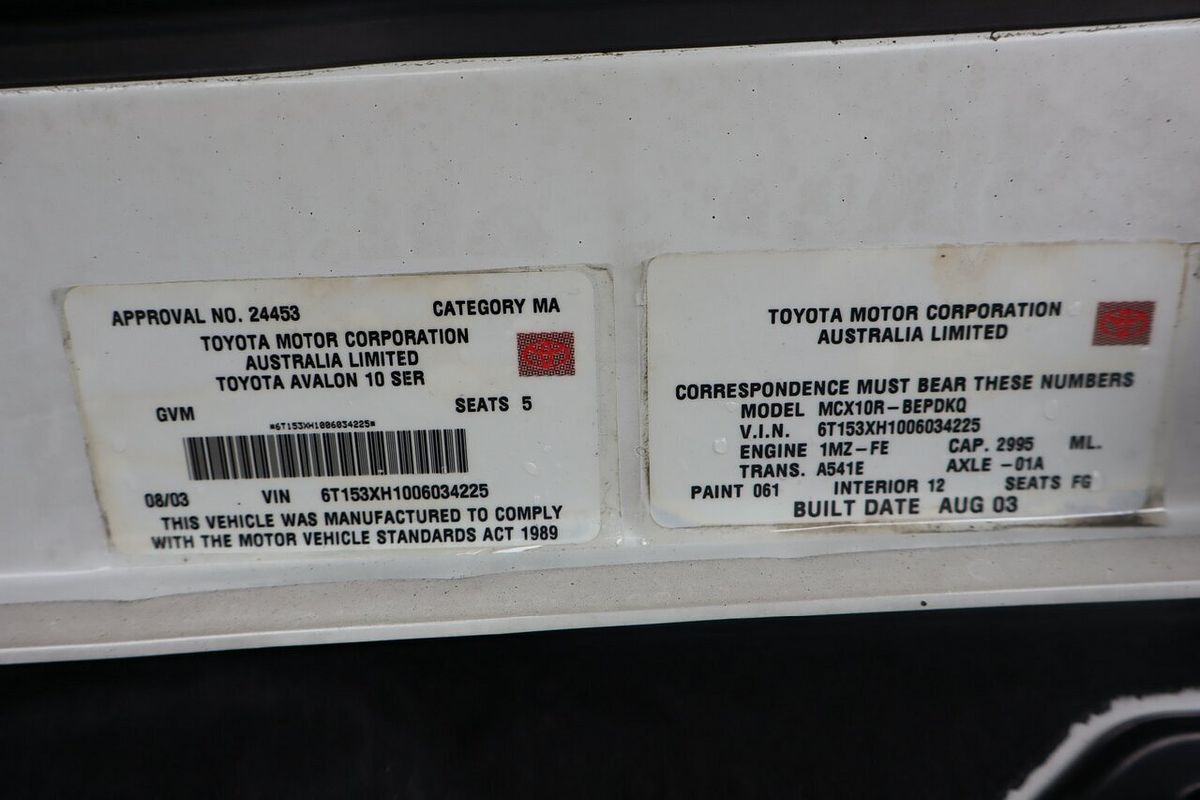 APPROVAL NO. 24453 CATEGORY MA
TOYOTA MOTOR CORPORATION
AUSTRALIA LIMITED
TOYOTA AVALON 10 SER
GVM SEATS 5
*6T153XH1006034225*
08/03 VIN 6T153XH1006034225
THIS VEHICLE WAS MANUFACTURED TO COMPLY
WITH THE MOTOR VEHICLE STANDARDS ACT 1989
TOYOTA MOTOR CORPORATION
AUSTRALIA LIMITED
CORRESPONDENCE MUST BEAR THESE NUMBERS
MODEL MCX10R-BEPDKQ
V.I.N. 6T153XH1006034225
ENGINE 1MZ-FE CAP. 2995 ML.
TRANS. A541E AXLE -01A
PAINT 061 INTERIOR 12 SEATS FG
BUILT DATE AUG 03